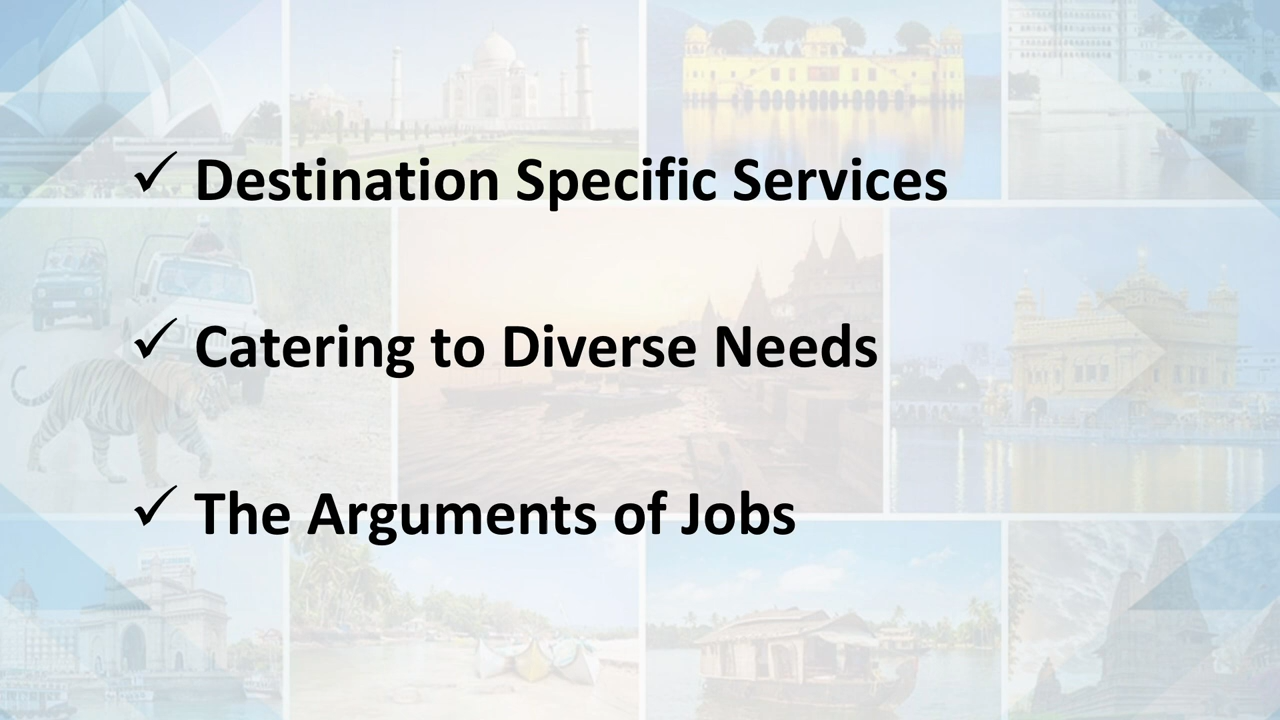 ✓ Destination Specific Services
✓ Catering to Diverse Needs
✓ The Arguments of Jobs